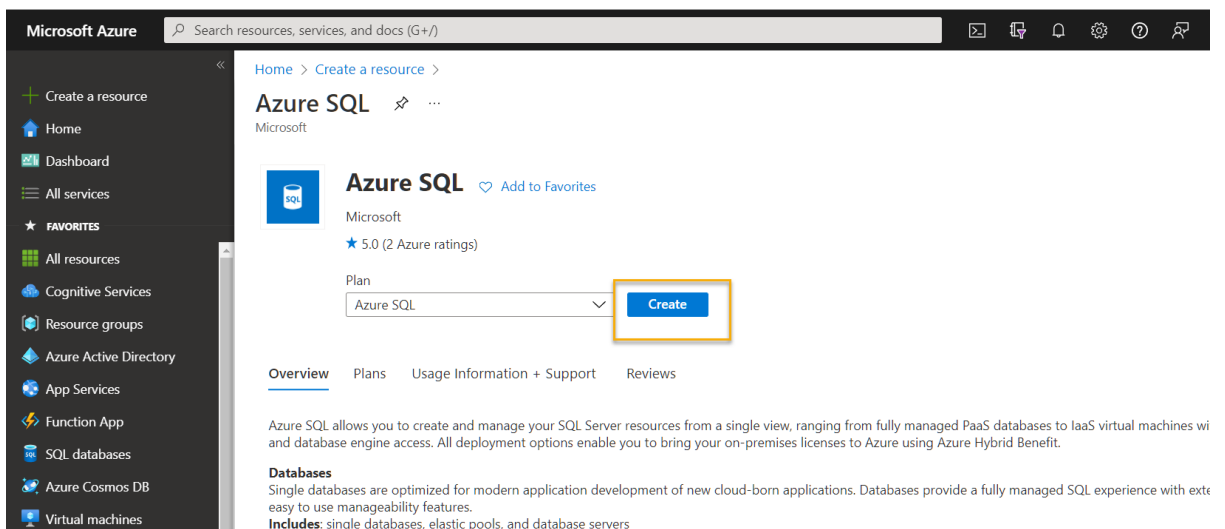 Microsoft Azure
Search resources, services, and docs (G+/)
Home > Create a resource >
Create a resource
Home
Dashboard
All services
FAVORITES
All resources
Cognitive Services
Resource groups
Azure Active Directory
App Services
Function App
SQL databases
Azure Cosmos DB
Virtual machines
Azure SQL
Microsoft
SQL
Azure SQL
Add to Favorites
Microsoft
5.0 (2 Azure ratings)
Plan
Azure SQL
Create
Overview Plans Usage Information + Support Reviews
Azure SQL allows you to create and manage your SQL Server resources from a single view, ranging from fully managed PaaS databases to IaaS virtual machines wi
and database engine access. All deployment options enable you to bring your on-premises licenses to Azure using Azure Hybrid Benefit.
Databases
Single databases are optimized for modern application development of new cloud-born applications. Databases provide a fully managed SQL experience with exte
easy to use manageability features.
Includes: single databases, elastic pools, and database servers